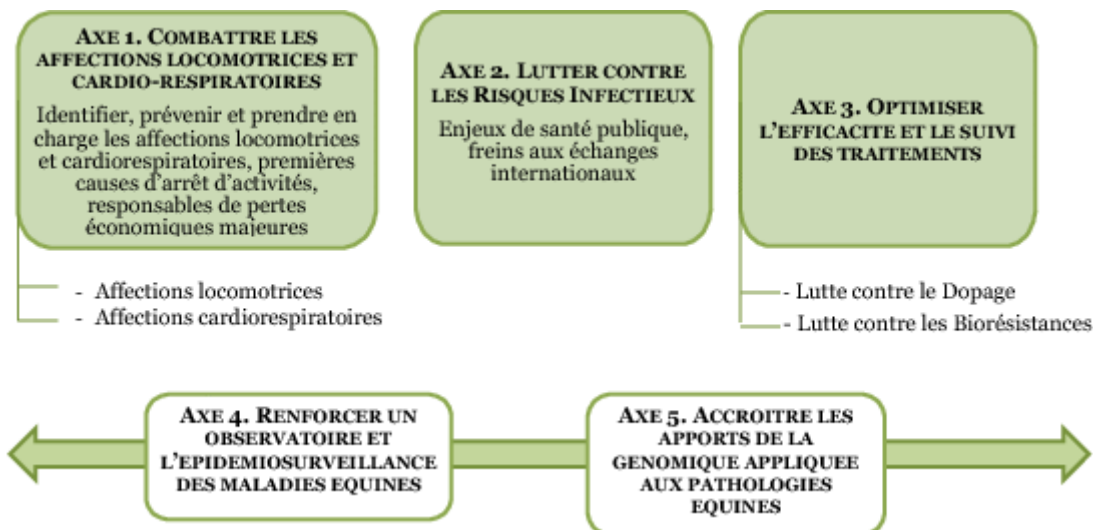 AXE 1. COMBATTRE LES
AFFECTIONS LOCOMOTRICES ET
CARDIO-RESPIRATOIRES
Identifier, prévenir et prendre en
charge les affections locomotrices
et cardiorespiratoires, premières
causes d'arrêt d'activités,
responsables de pertes
économiques majeures
- Affections locomotrices
- Affections cardiorespiratoires
AXE 2. LUTTER CONTRE
LES RISQUES INFECTIEUX
Enjeux de santé publique,
freins aux échanges
internationaux
AXE 3. OPTIMISER
L'EFFICACITE ET LE SUIVI
DES TRAITEMENTS
- Lutte contre le Dopage
- Lutte contre les Biorésistances
AXE 4. RENFORCER UN
OBSERVATOIRE ET
L'EPIDEMIOSURVEILLANCE
DES MALADIES EQUINES
AXE 5. ACCROITRE LES
APPORTS DE LA
GENOMIQUE APPLIQUEE
AUX PATHOLOGIES
EQUINES